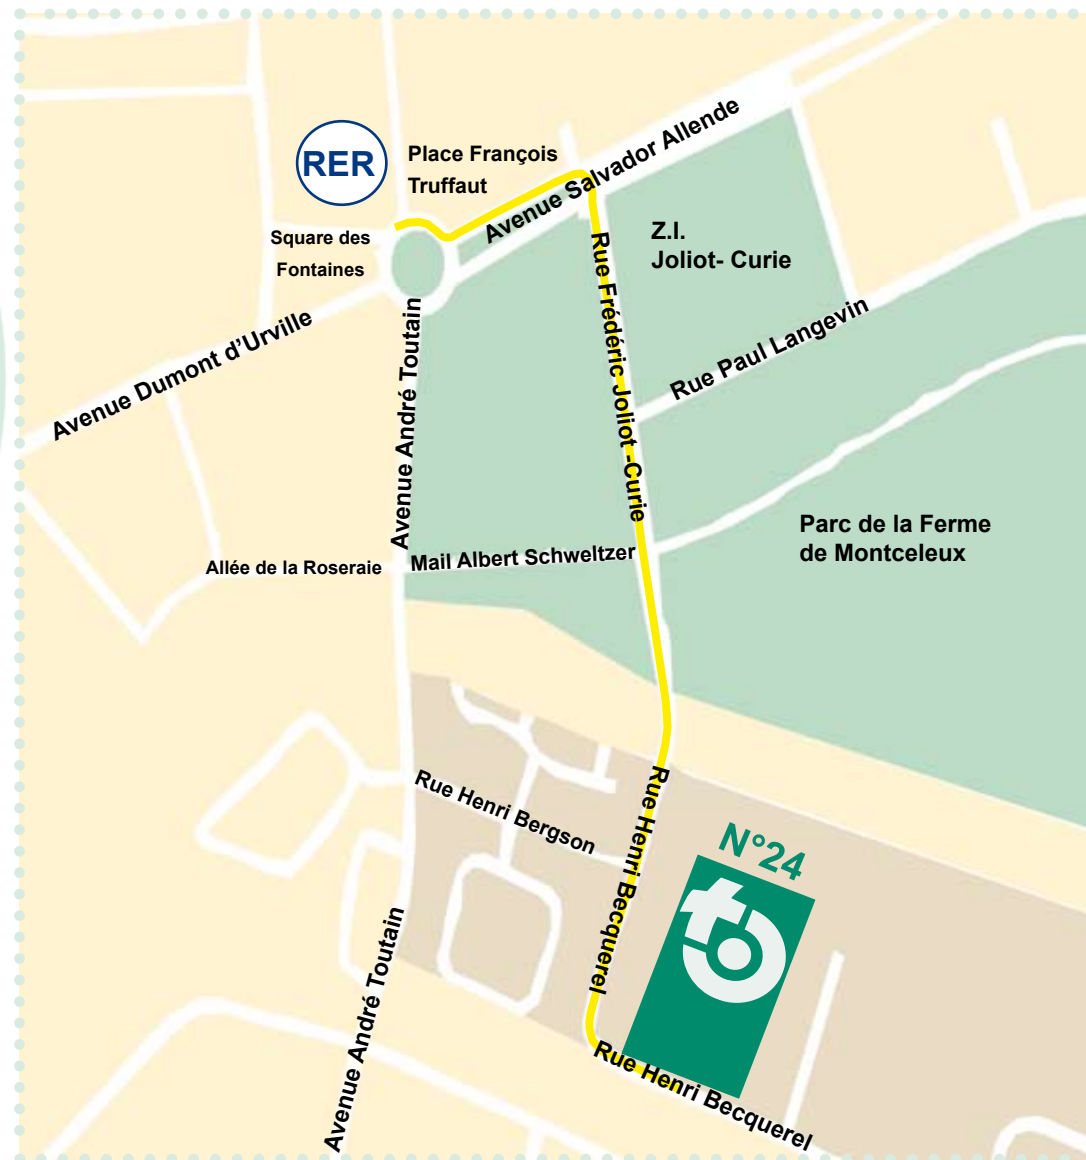 RER
Place François
Truffaut
Avenue Salvador Allende
Square des
Fontaines
Z.I.
Joliot- Curie
Avenue Dumont d’Urville
Avenue André Toutain
Rue Frédéric Joliot -Curie
Rue Paul Langevin
Parc de la Ferme
de Montceleux
Allée de la Roseraie
Mail Albert Schweltzer
Rue Henri Bergson
Rue Henri Becquerel
N°24
Avenue André Toutain
Rue Henri Becquerel